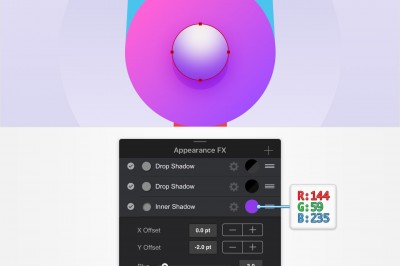 Appearance FX
Drop Shadow
Drop Shadow
Inner Shadow
R:144
G:59
B:235
X Offset
0.0 pt
Y Offset
-2.0 pt